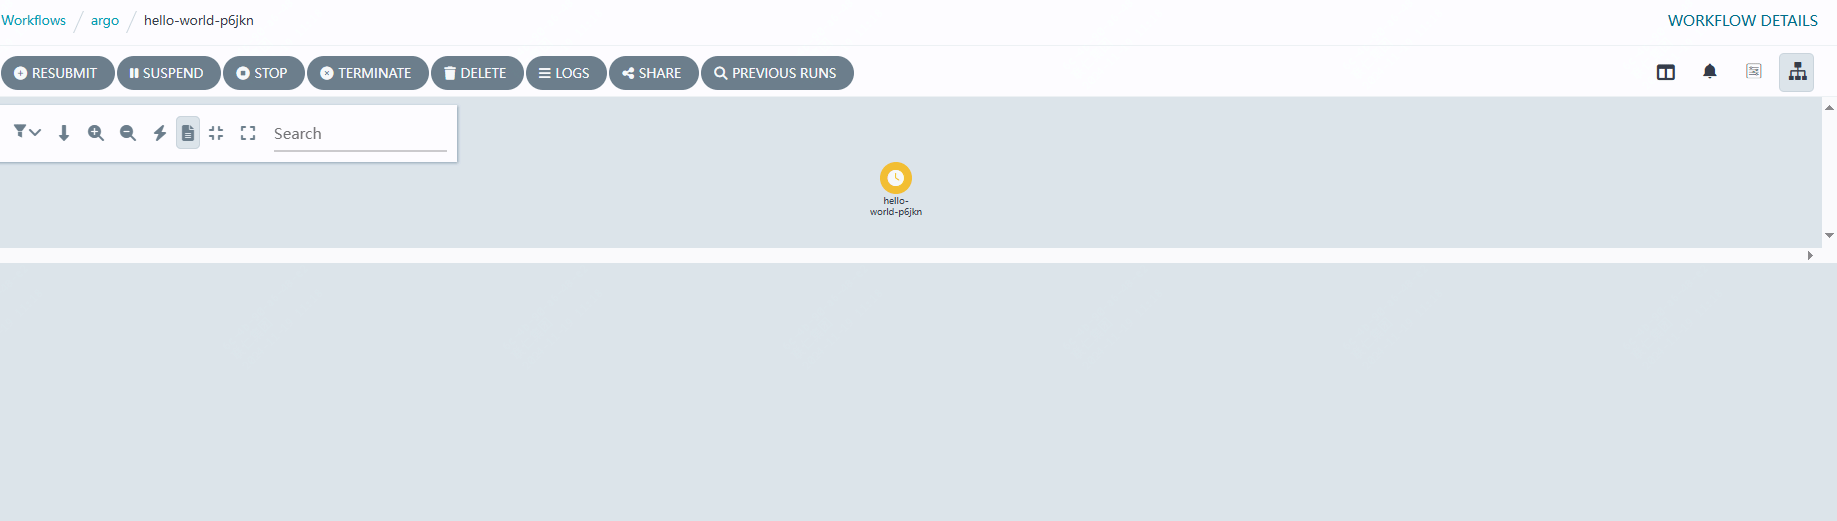 Workflows / argo / hello-world-p6jkn
WORKFLOW DETAILS
RESUBMIT SUSPEND STOP TERMINATE DELETE LOGS SHARE PREVIOUS RUNS
Search
hello-
world-p6jkn